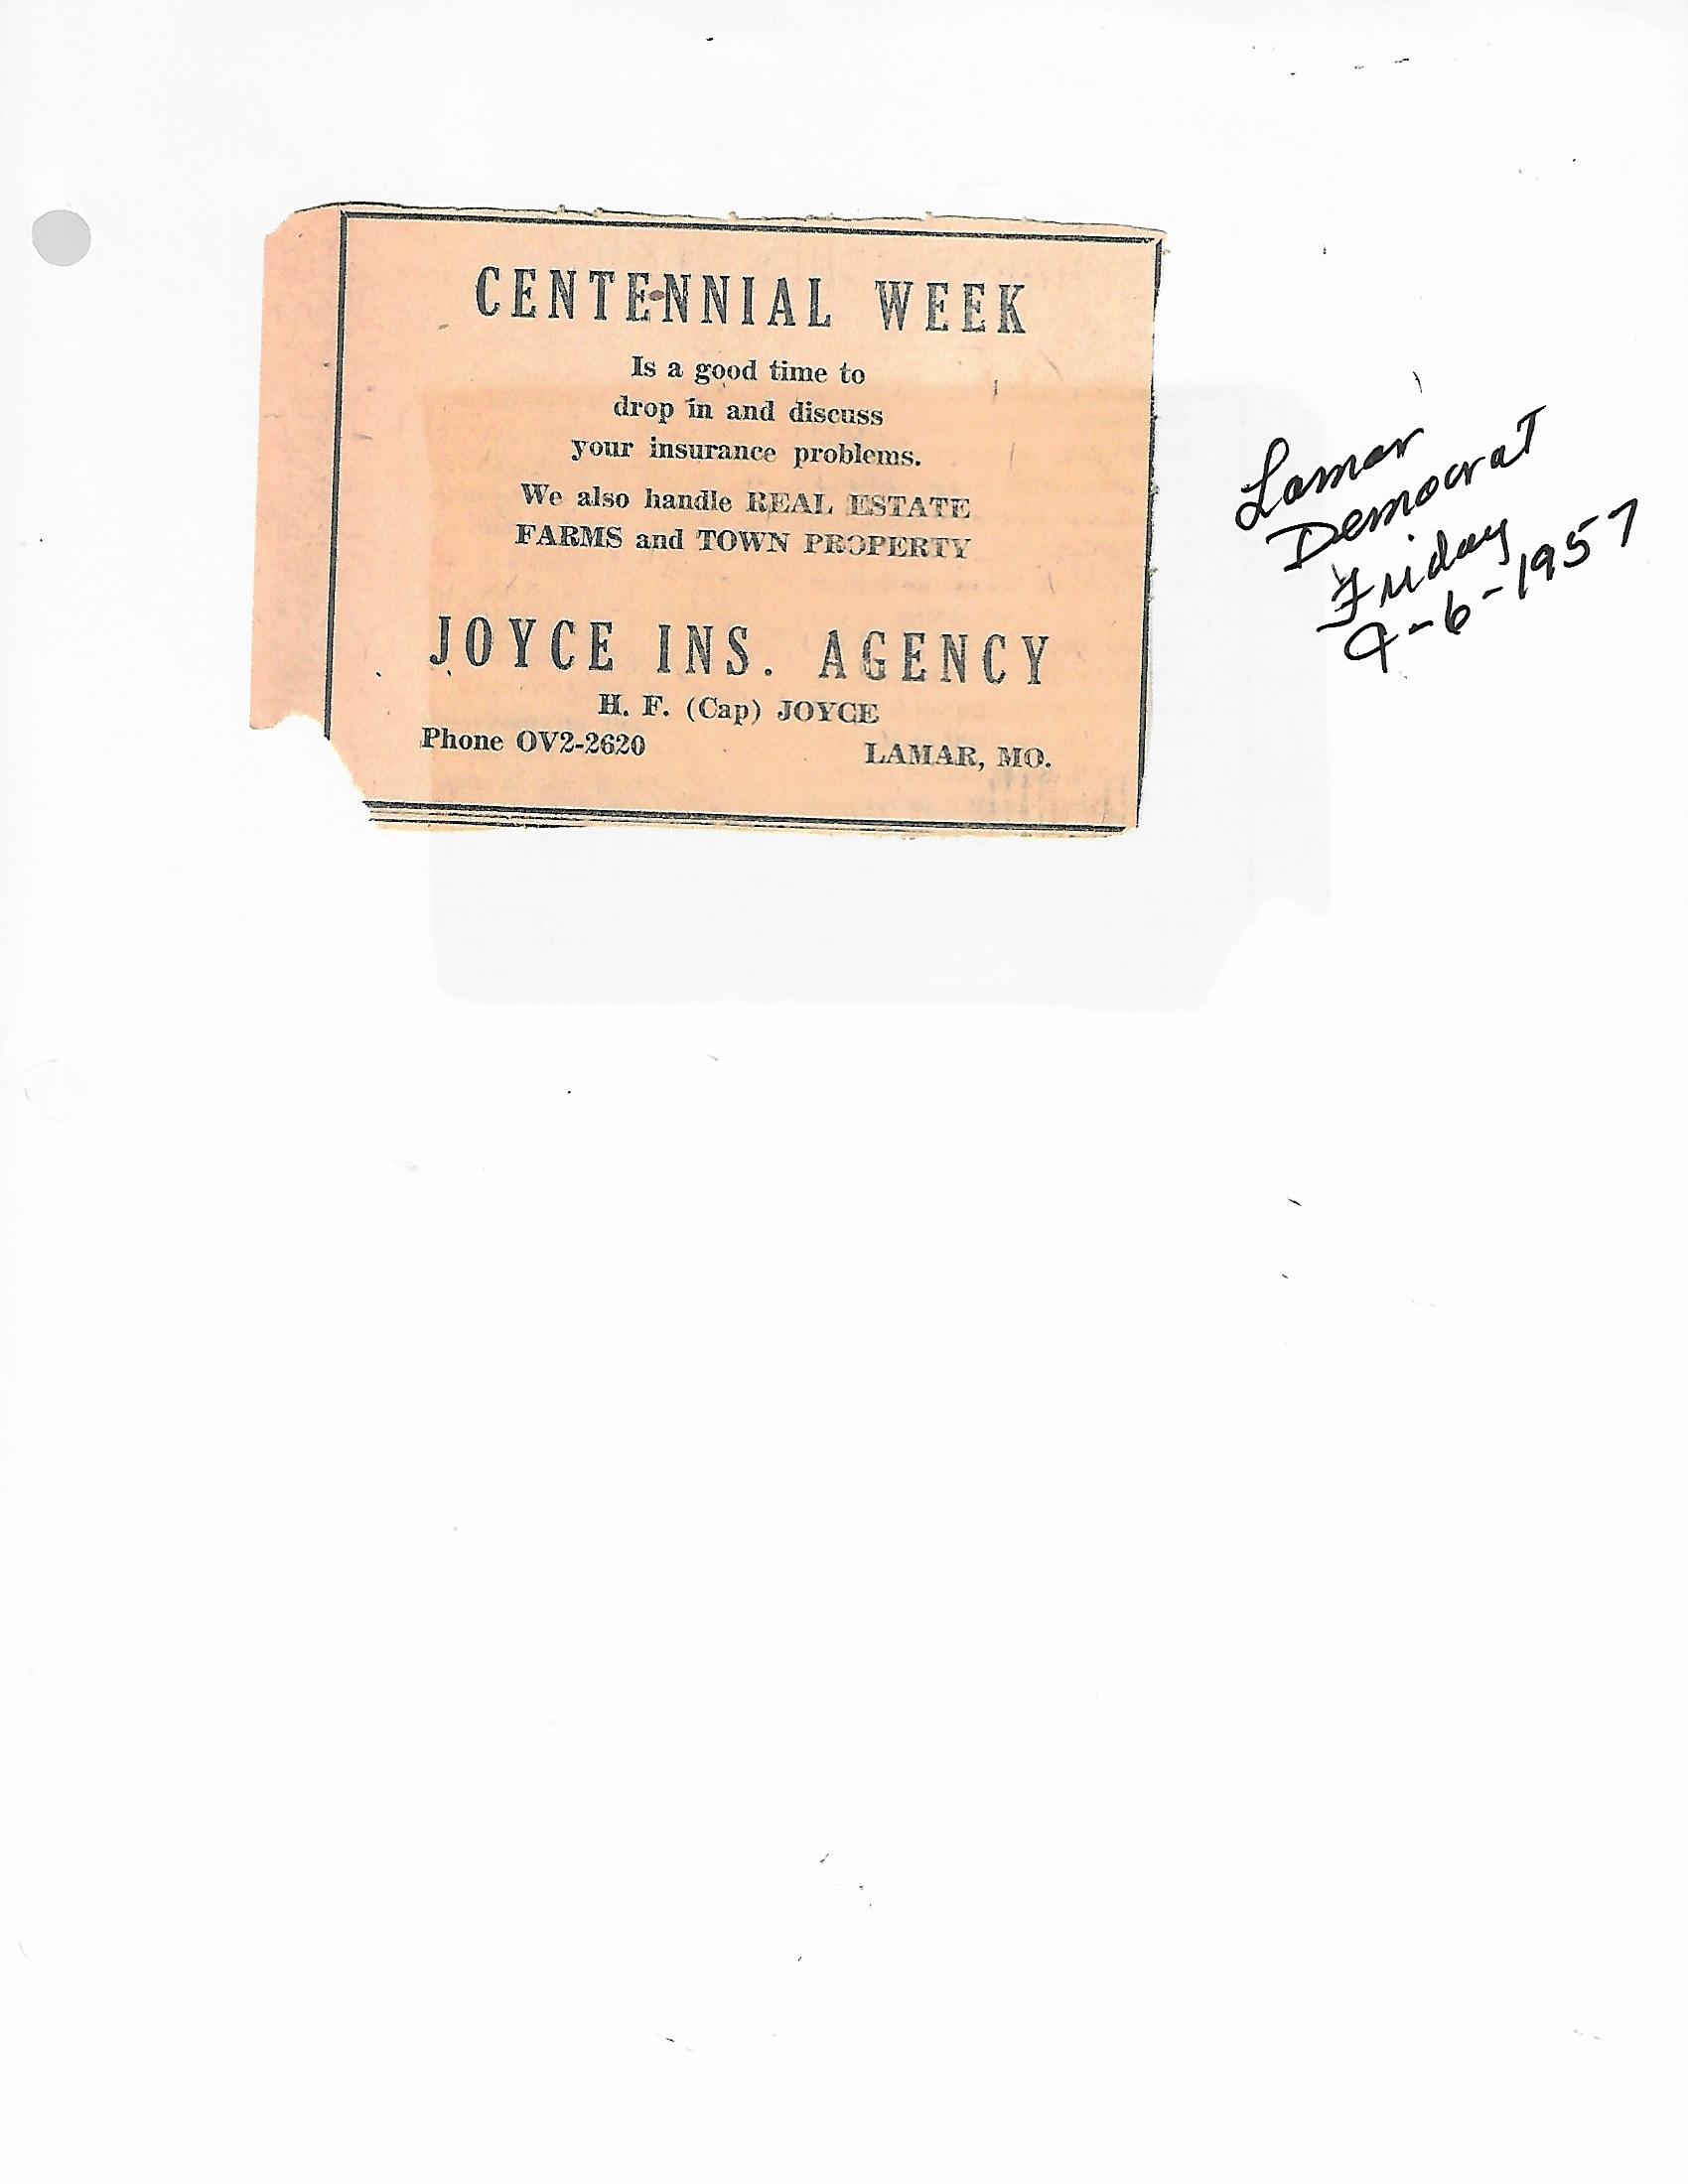 CENTENNIAL WEEK
Is a good time to
drop in and discuss
your insurance problems.
We also handle REAL ESTATE
FARMS and TOWN PROPERTY
JOYCE INS. AGENCY
H. F. (Cap) JOYCE
Phone OV2-2620 LAMAR, MO.
Lamar
Democrat
Friday
9-6-1957